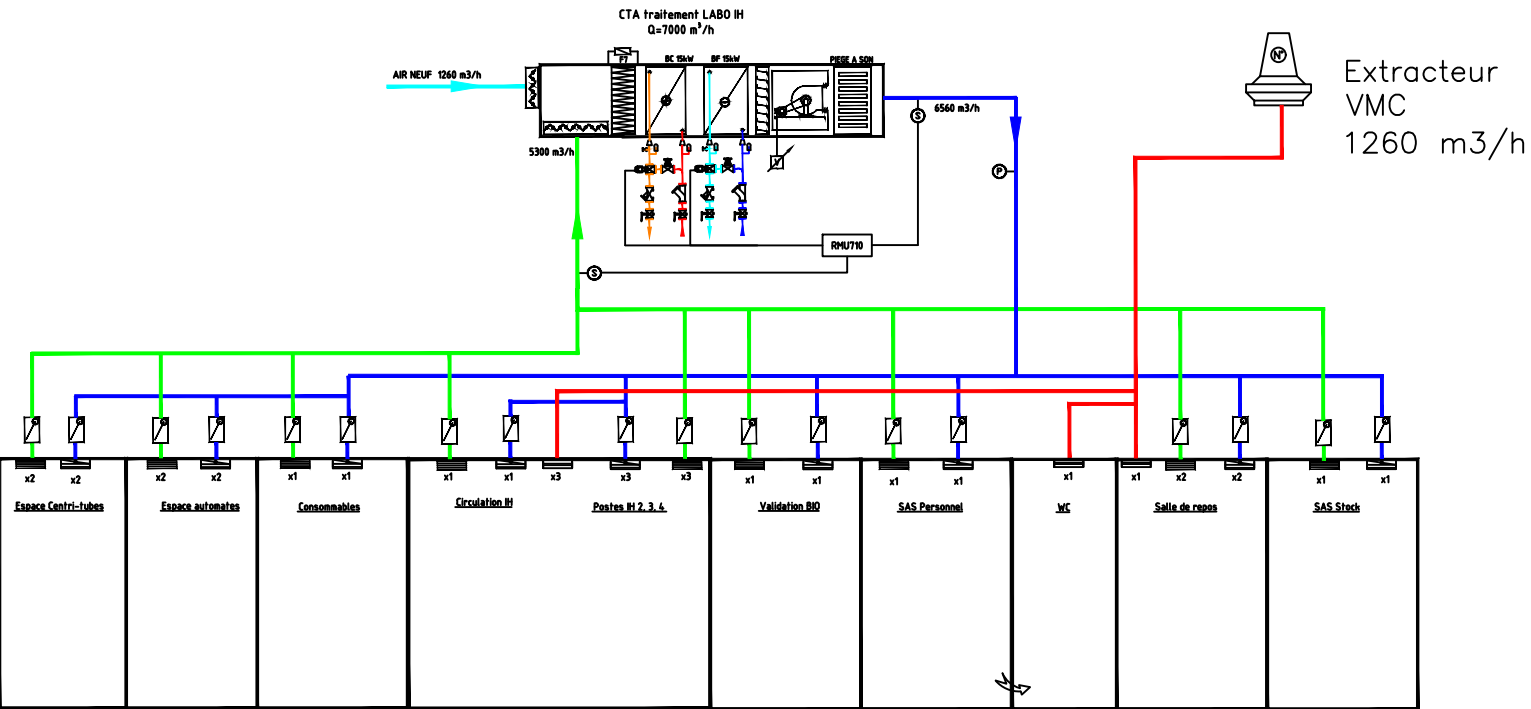 CTA traitement LABO IH
Q=7000 m³/h
AIR NEUF 1260 m3/h
F7
BC 15kW
BF 15kW
PIEGE A SON
N°
Extracteur
VMC
1260 m3/h
6560 m3/h
S
5300 m3/h
V
P
RMU710
S
x2
x2
x2
x2
x1
x1
x1
x1
x3
x3
x3
x1
x1
x1
x1
x1
x1
x2
x2
x1
x1
Espace Centri-tubes
Espace automates
Consommables
Circulation IH
Postes IH 2, 3, 4
Validation BIO
SAS Personnel
WC
Salle de repos
SAS Stock